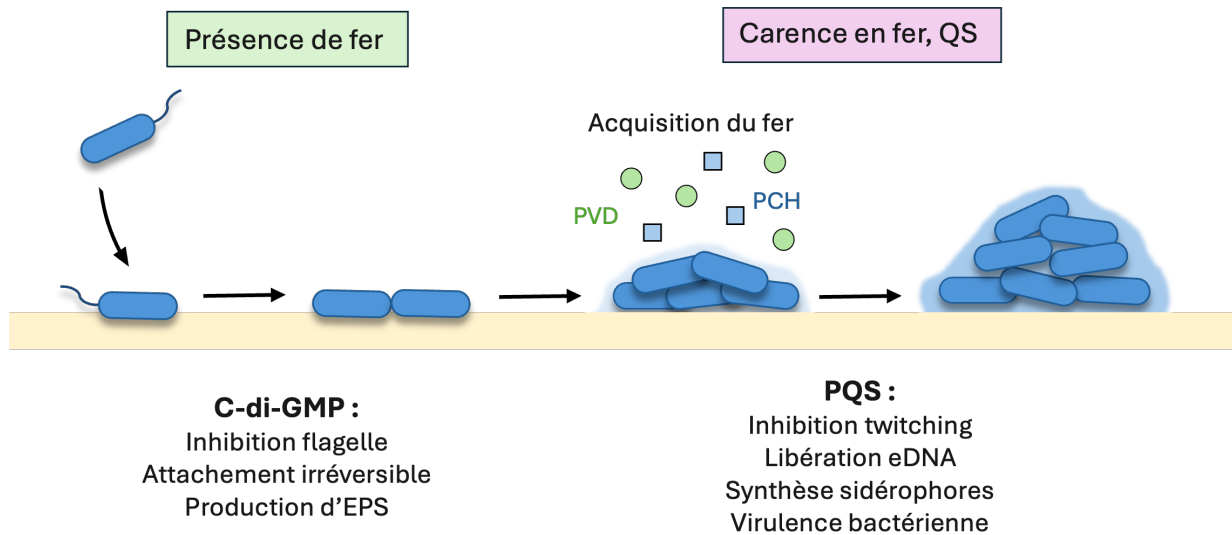 Présence de fer
Carence en fer, QS
Acquisition du fer
PVD
PCH
C-di-GMP :
Inhibition flagelle
Attachement irréversible
Production d’EPS
PQS :
Inhibition twitching
Libération eDNA
Synthèse sidérophores
Virulence bactérienne